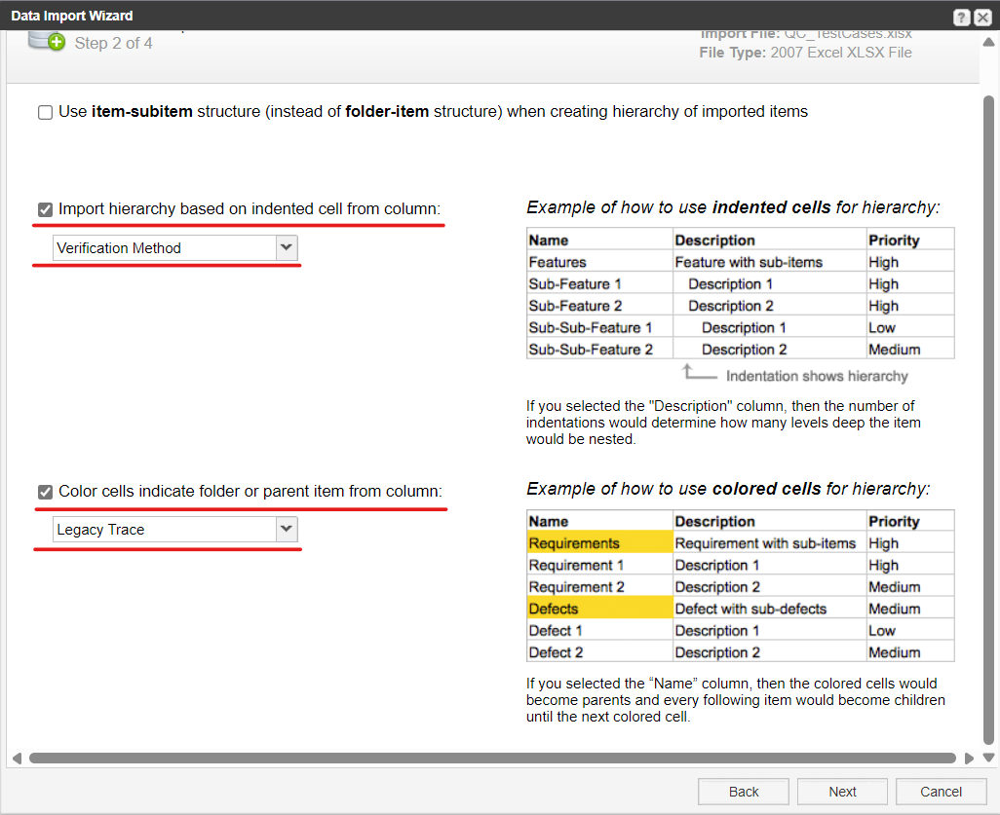 Data Import Wizard
Step 2 of 4
Import File: QC_TestCases.xlsx
File Type: 2007 Excel XLSX File
Use item-subitem structure (instead of folder-item structure) when creating hierarchy of imported items
Import hierarchy based on indented cell from column:
Verification Method
Example of how to use indented cells for hierarchy:
Name Description Priority
Features Feature with sub-items High
Sub-Feature 1 Description 1 High
Sub-Feature 2 Description 2 High
Sub-Sub-Feature 1 Description 1 Low
Sub-Sub-Feature 2 Description 2 Medium
Indentation shows hierarchy
If you selected the "Description" column, then the number of
indentations would determine how many levels deep the item
would be nested.
Color cells indicate folder or parent item from column:
Legacy Trace
Example of how to use colored cells for hierarchy:
Name Description Priority
Requirements Requirement with sub-items High
Requirement 1 Description 1 High
Requirement 2 Description 2 Medium
Defects Defect with sub-defects Medium
Defect 1 Description 1 Low
Defect 2 Description 2 Medium
If you selected the “Name” column, then the colored cells would
become parents and every following item would become children
until the next colored cell.
Back Next Cancel